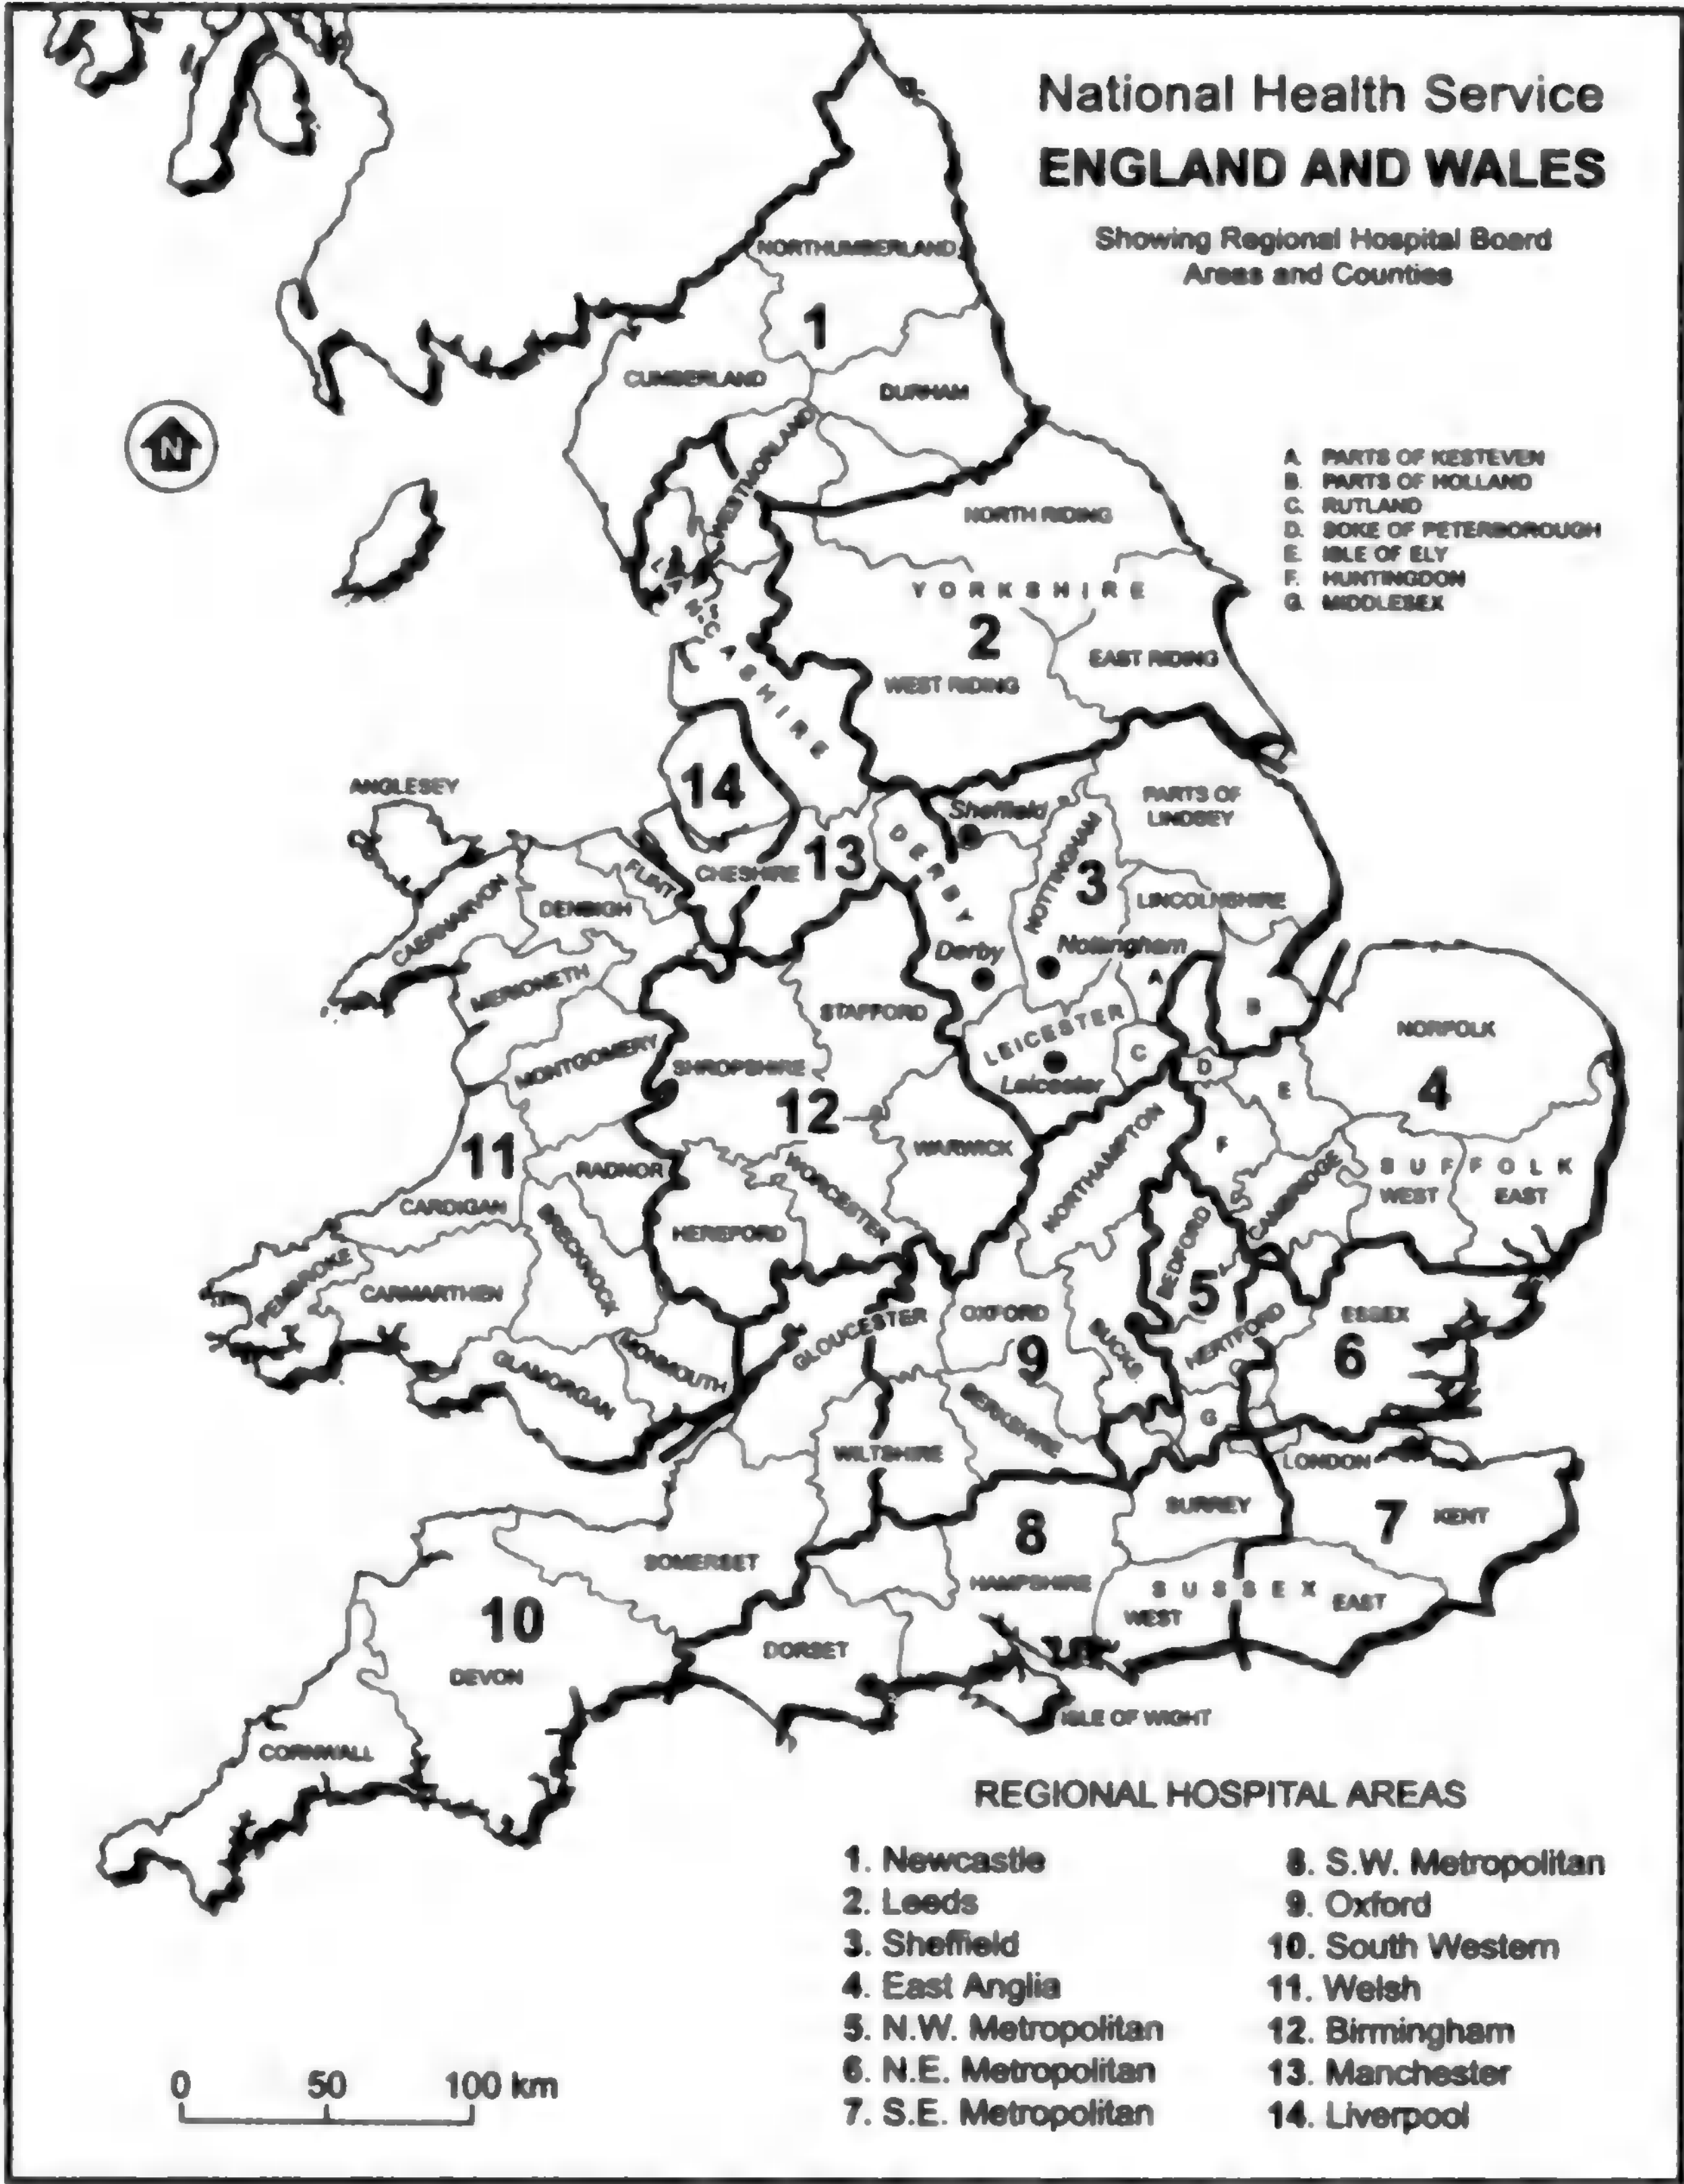 National Health Service
ENGLAND AND WALES
Showing Regional Hospital Board
Areas and Counties
N
A. PARTS OF KESTEVEN
B. PARTS OF HOLLAND
C. RUTLAND
D. SOKE OF PETERBOROUGH
E. ISLE OF ELY
F. HUNTINGDON
G. MIDDLESEX
NORTHUMBERLAND
1
CUMBERLAND
DURHAM
WESTMORLAND
NORTH RIDING
YORKSHIRE
2
EAST RIDING
WEST RIDING
LANCASHIRE
14
ANGLESEY
Sheffield
PARTS OF
LINDSEY
DERBY
NOTTINGHAM
13
CHESHIRE
3
FLINT
LINCOLNSHIRE
CAERNARVON
DENBIGH
Derby
Nottingham
MERIONETH
A
B
STAFFORD
LEICESTER
NORFOLK
MONTGOMERY
SHROPSHIRE
C
D
Leicester
E
4
12
11
WARWICK
NORTHAMPTON
F
RADNOR
WORCESTER
CAMBRIDGE
SUFFOLK
WEST
EAST
CARDIGAN
BRECKNOCK
HEREFORD
BEDFORD
PEMBROKE
CARMARTHEN
5
GLOUCESTER
OXFORD
ESSEX
BUCKS
HERTFORD
9
6
GLAMORGAN
MONMOUTH
BERKSHIRE
G
WILTSHIRE
LONDON
SURREY
7
KENT
8
SOMERSET
HAMPSHIRE
SUSSEX
WEST
EAST
10
DORSET
DEVON
ISLE OF WIGHT
CORNWALL
REGIONAL HOSPITAL AREAS
1. Newcastle
2. Leeds
3. Sheffield
4. East Anglia
5. N.W. Metropolitan
6. N.E. Metropolitan
7. S.E. Metropolitan
8. S.W. Metropolitan
9. Oxford
10. South Western
11. Welsh
12. Birmingham
13. Manchester
14. Liverpool
0 50 100 km